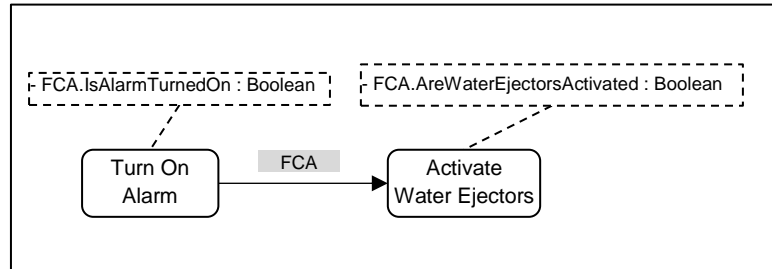 - FCA.IsAlarmTurnedOn : Boolean
- FCA.AreWaterEjectorsActivated : Boolean
Turn On
Alarm
FCA
Activate
Water Ejectors